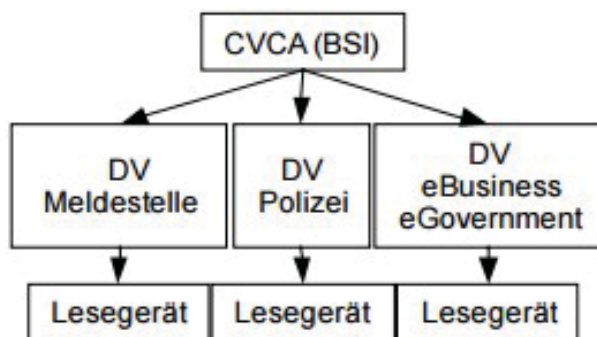 CVCA (BSI)
DV
Meldestelle
DV
Polizei
DV
eBusiness
eGovernment
Lesegerät
Lesegerät
Lesegerät